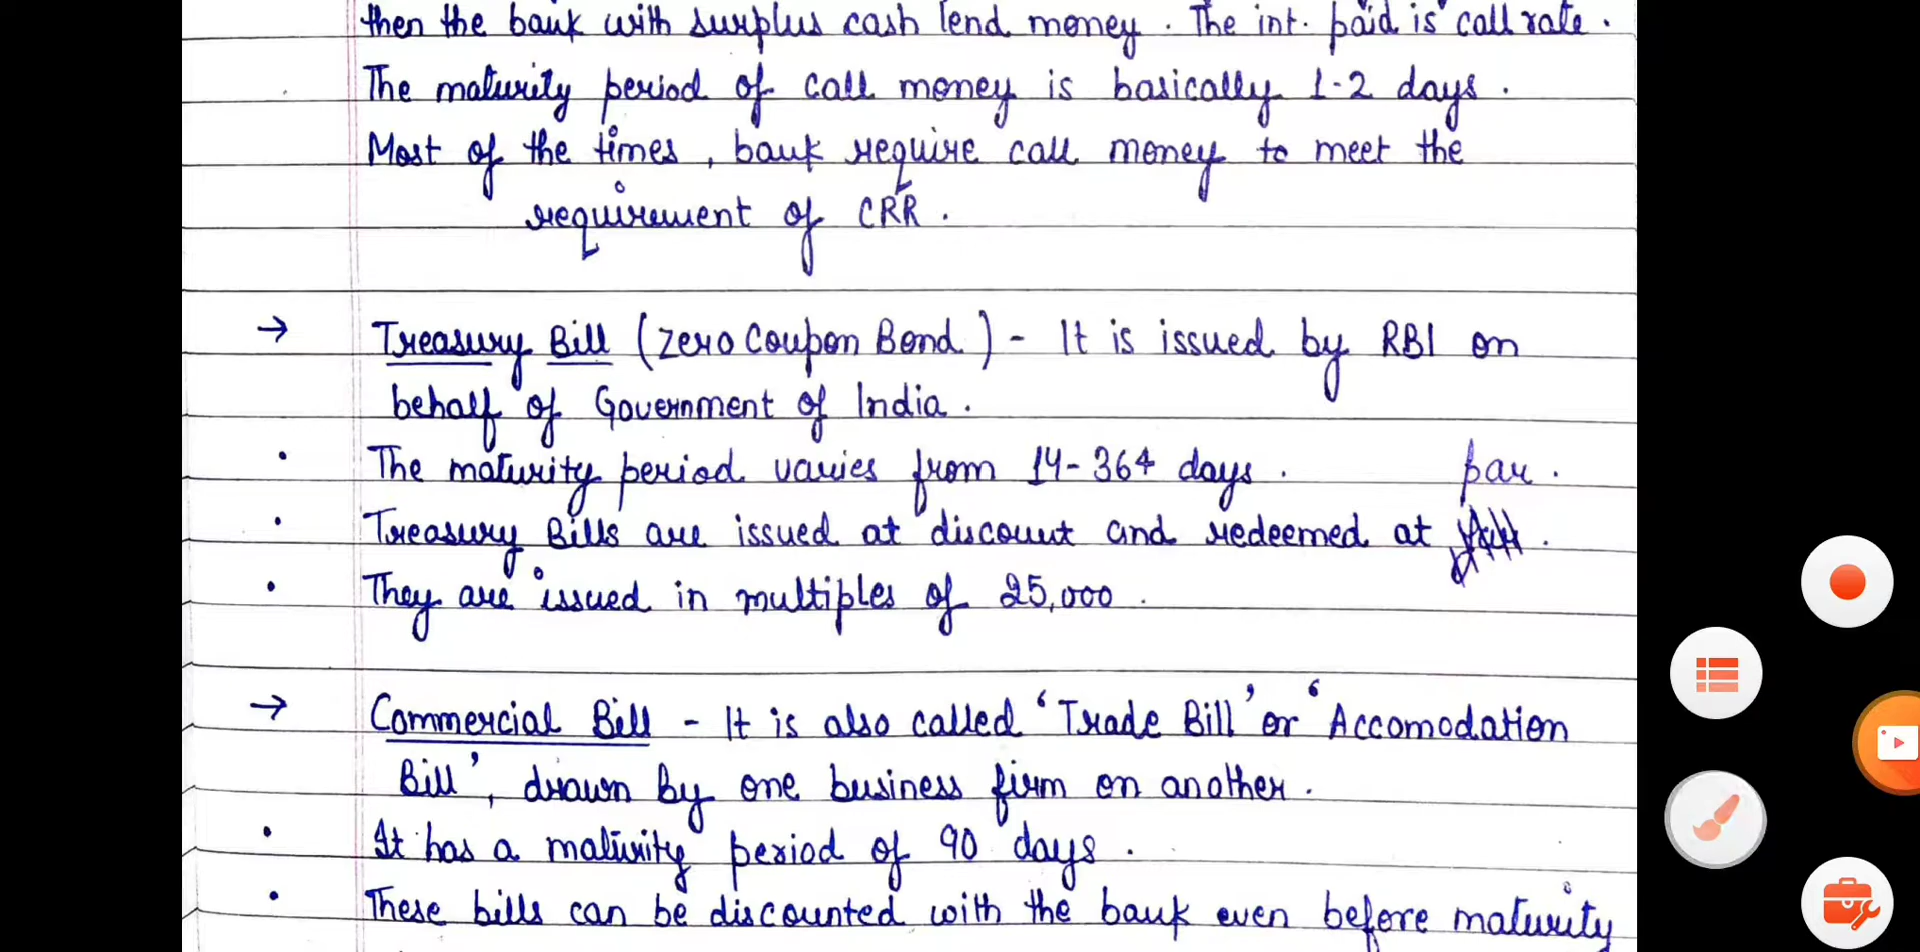 then the bank with surplus cash lend money. The int. paid is call rate.
The maturity period of call money is basically 1-2 days.
Most of the times, bank require call money to meet the
requirement of CRR.
→ Treasury Bill (Zero Coupon Bond) - It is issued by RBI on
behalf of Government of India.
• The maturity period varies from 14-364 days. par.
• Treasury Bills are issued at discount and redeemed at .
• They are issued in multiples of 25,000.
→ Commercial Bill - It is also called 'Trade Bill' or 'Accomodation
Bill', drawn by one business firm on another.
• It has a maturity period of 90 days.
• These bills can be discounted with the bank even before maturity